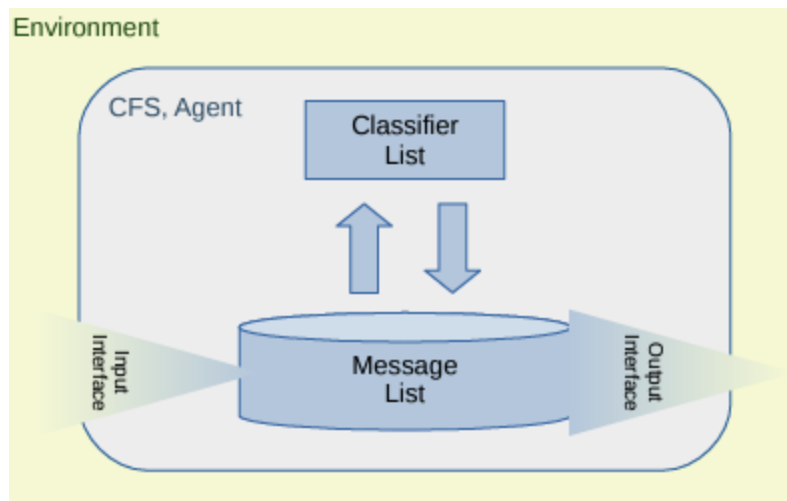 Environment
CFS, Agent
Classifier
List
Input
Interface
Message
List
Output
Interface